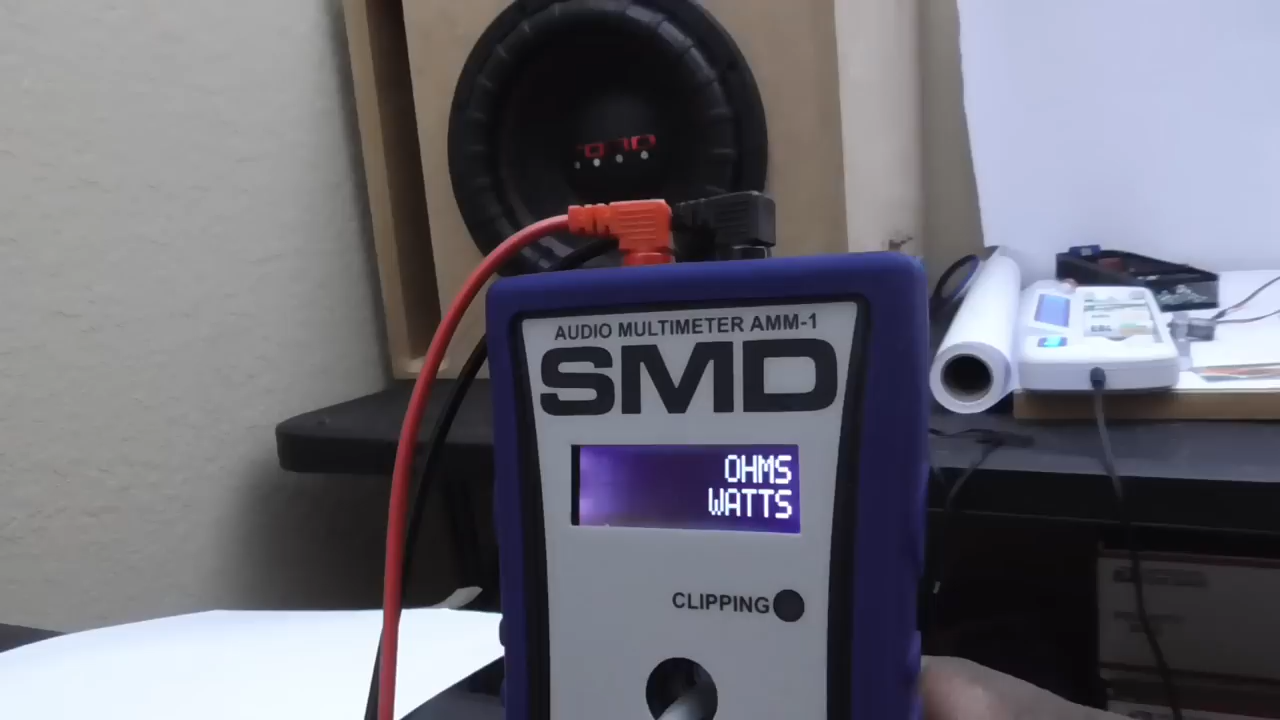 AUDIO MULTIMETER AMM-1
SMD
OHMS
WATTS
CLIPPING